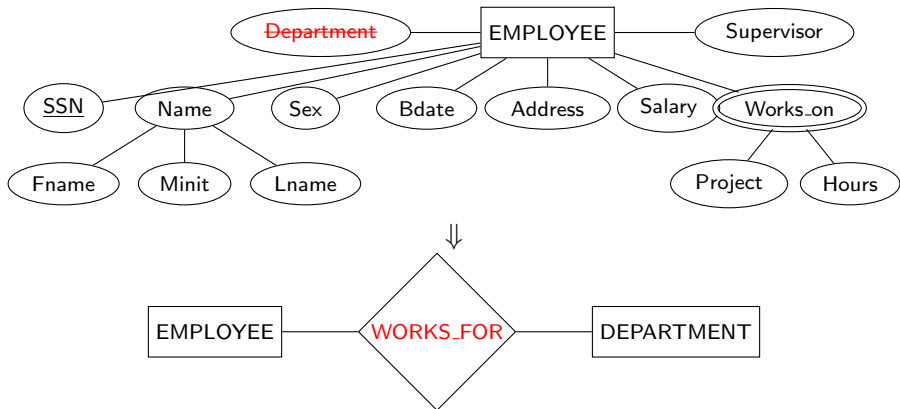 Department EMPLOYEE Supervisor
SSN Name Sex Bdate Address Salary Works_on
Fname Minit Lname Project Hours
⇓
EMPLOYEE WORKS_FOR DEPARTMENT